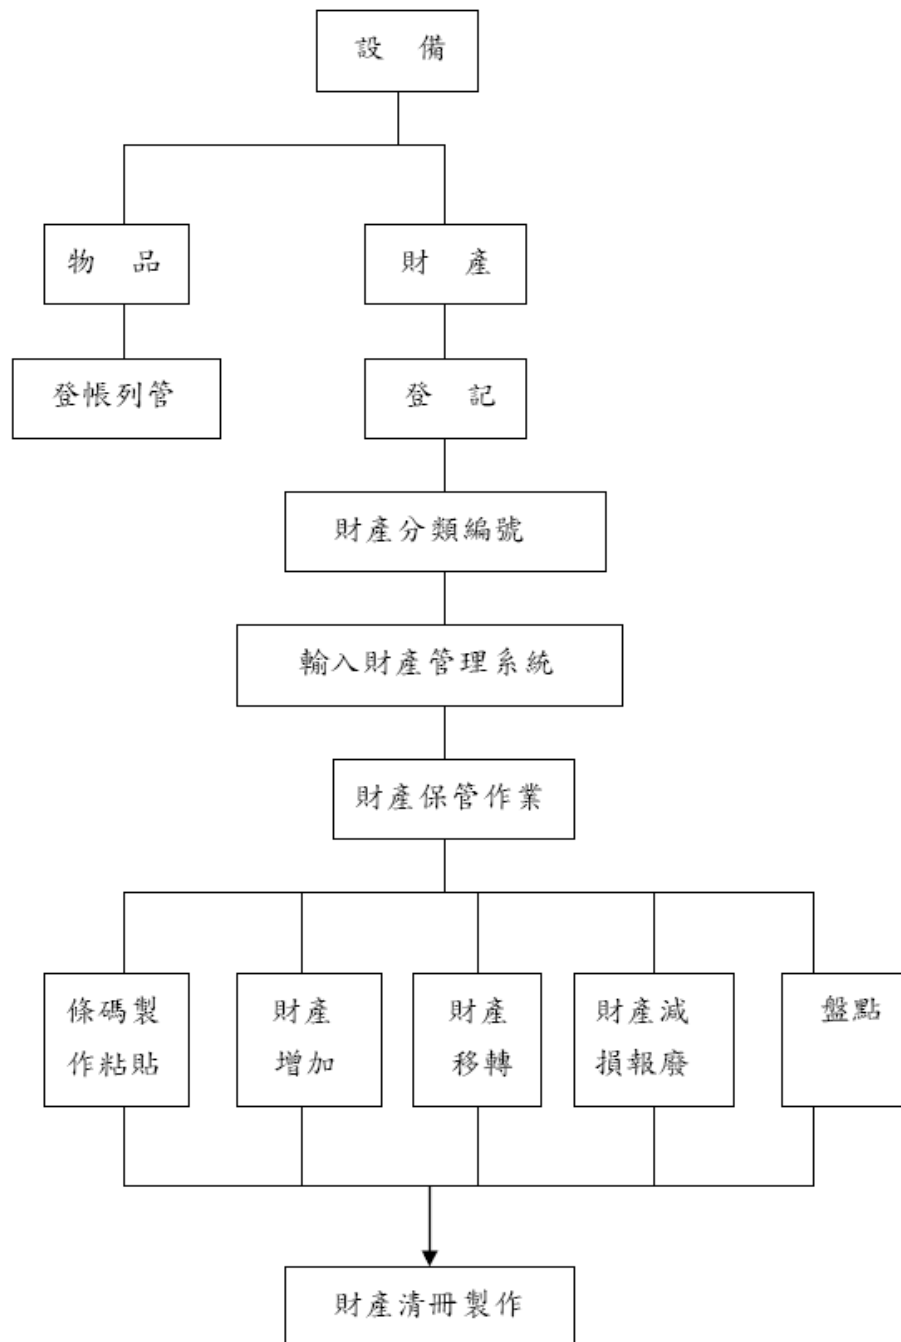 設 備
物 品
財 產
登帳列管
登 記
財產分類編號
輸入財產管理系統
財產保管作業
條碼製
作粘貼
財產
增加
財產
移轉
財產減
損報廢
盤點
財產清冊製作